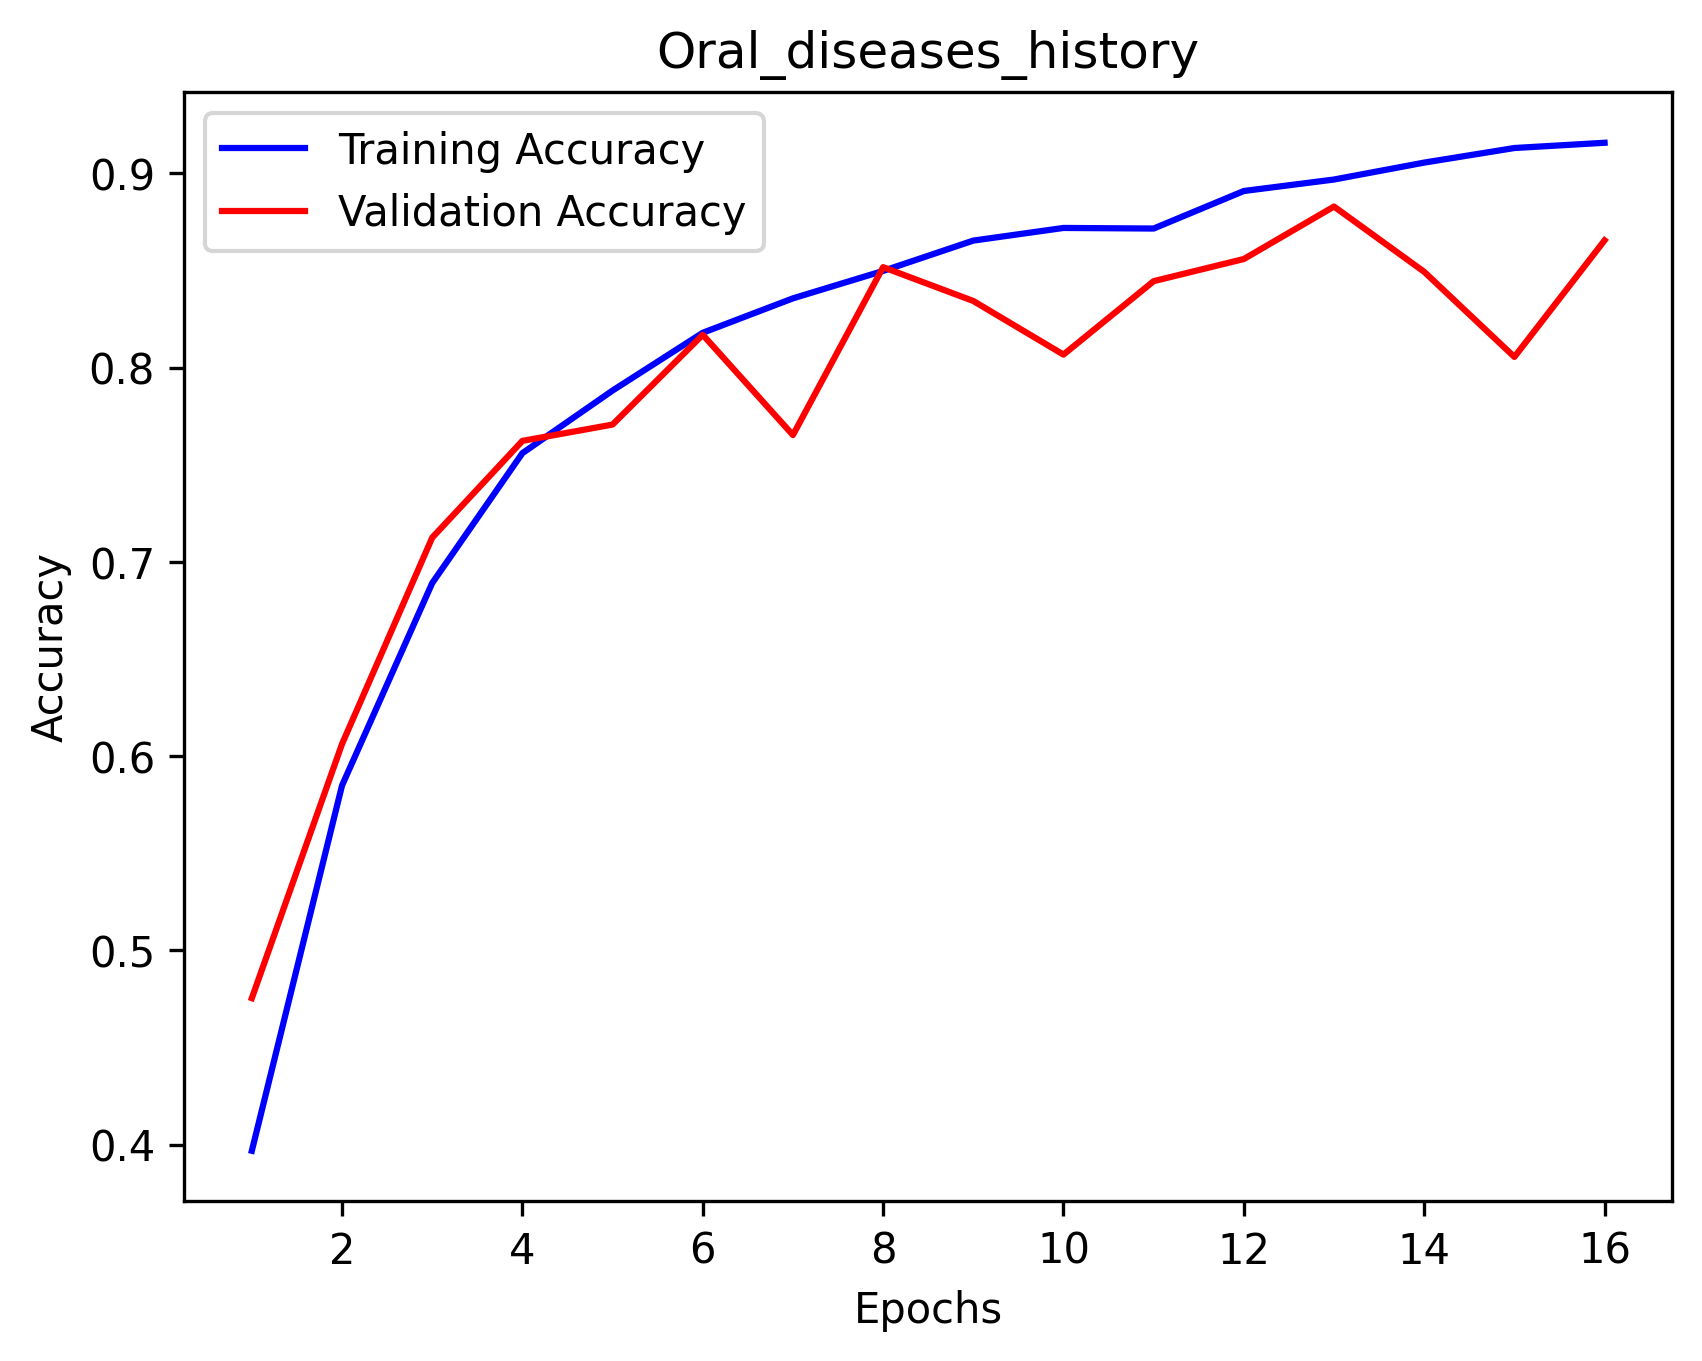 Oral_diseases_history
Training Accuracy
Validation Accuracy
0.9
0.8
0.7
0.6
0.5
0.4
Accuracy
2 4 6 8 10 12 14 16
Epochs